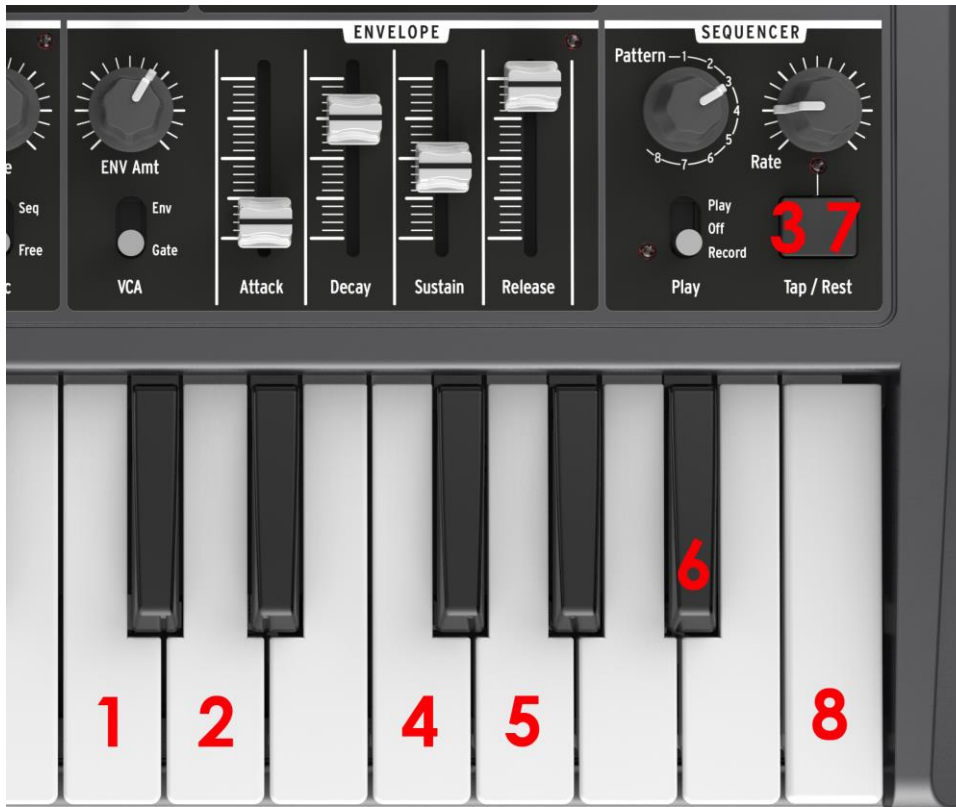 ENVELOPE
SEQUENCER
Pattern 1 2 3 4 5 6 7 8
ENV Amt
Rate
Seq
Free
Env
Gate
Play
Off
Record
3 7
VCA
Attack
Decay
Sustain
Release
Play
Tap / Rest
6
1 2 4 5 8